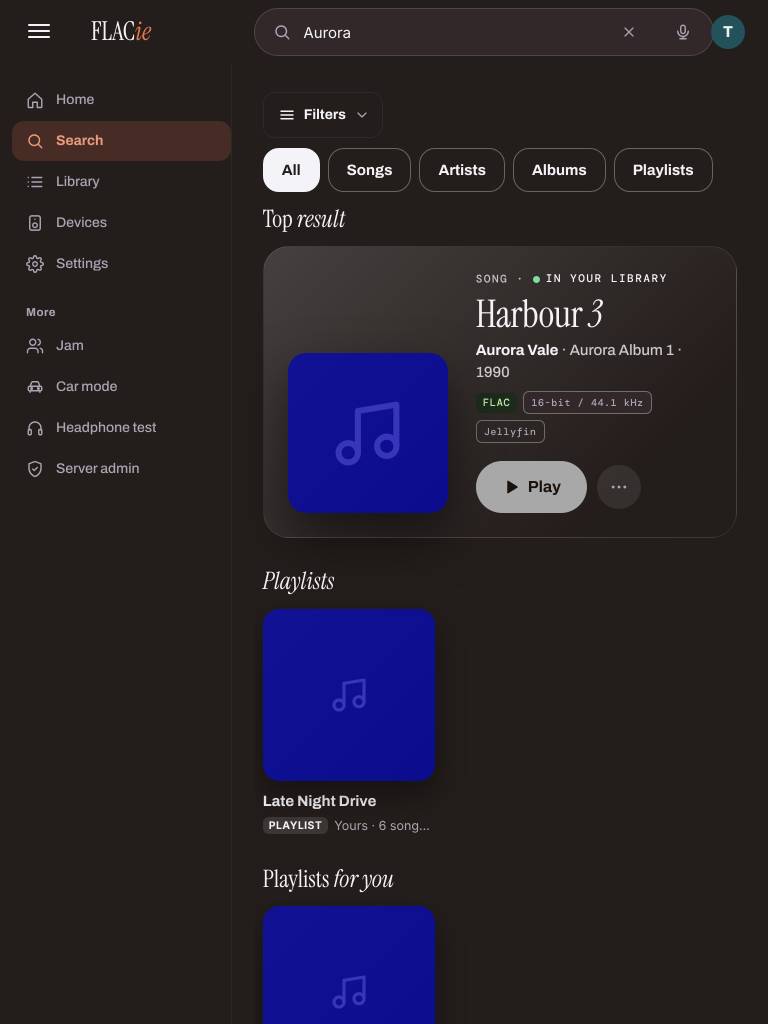 FLACie
Aurora
T
Home
Search
Library
Devices
Settings
More
Jam
Car mode
Headphone test
Server admin
Filters
All
Songs
Artists
Albums
Playlists
Top result
SONG · IN YOUR LIBRARY
Harbour 3
Aurora Vale · Aurora Album 1 ·
1990
FLAC
16-bit / 44.1 kHz
Jellyfin
Play
Playlists
Late Night Drive
PLAYLIST Yours · 6 song...
Playlists for you